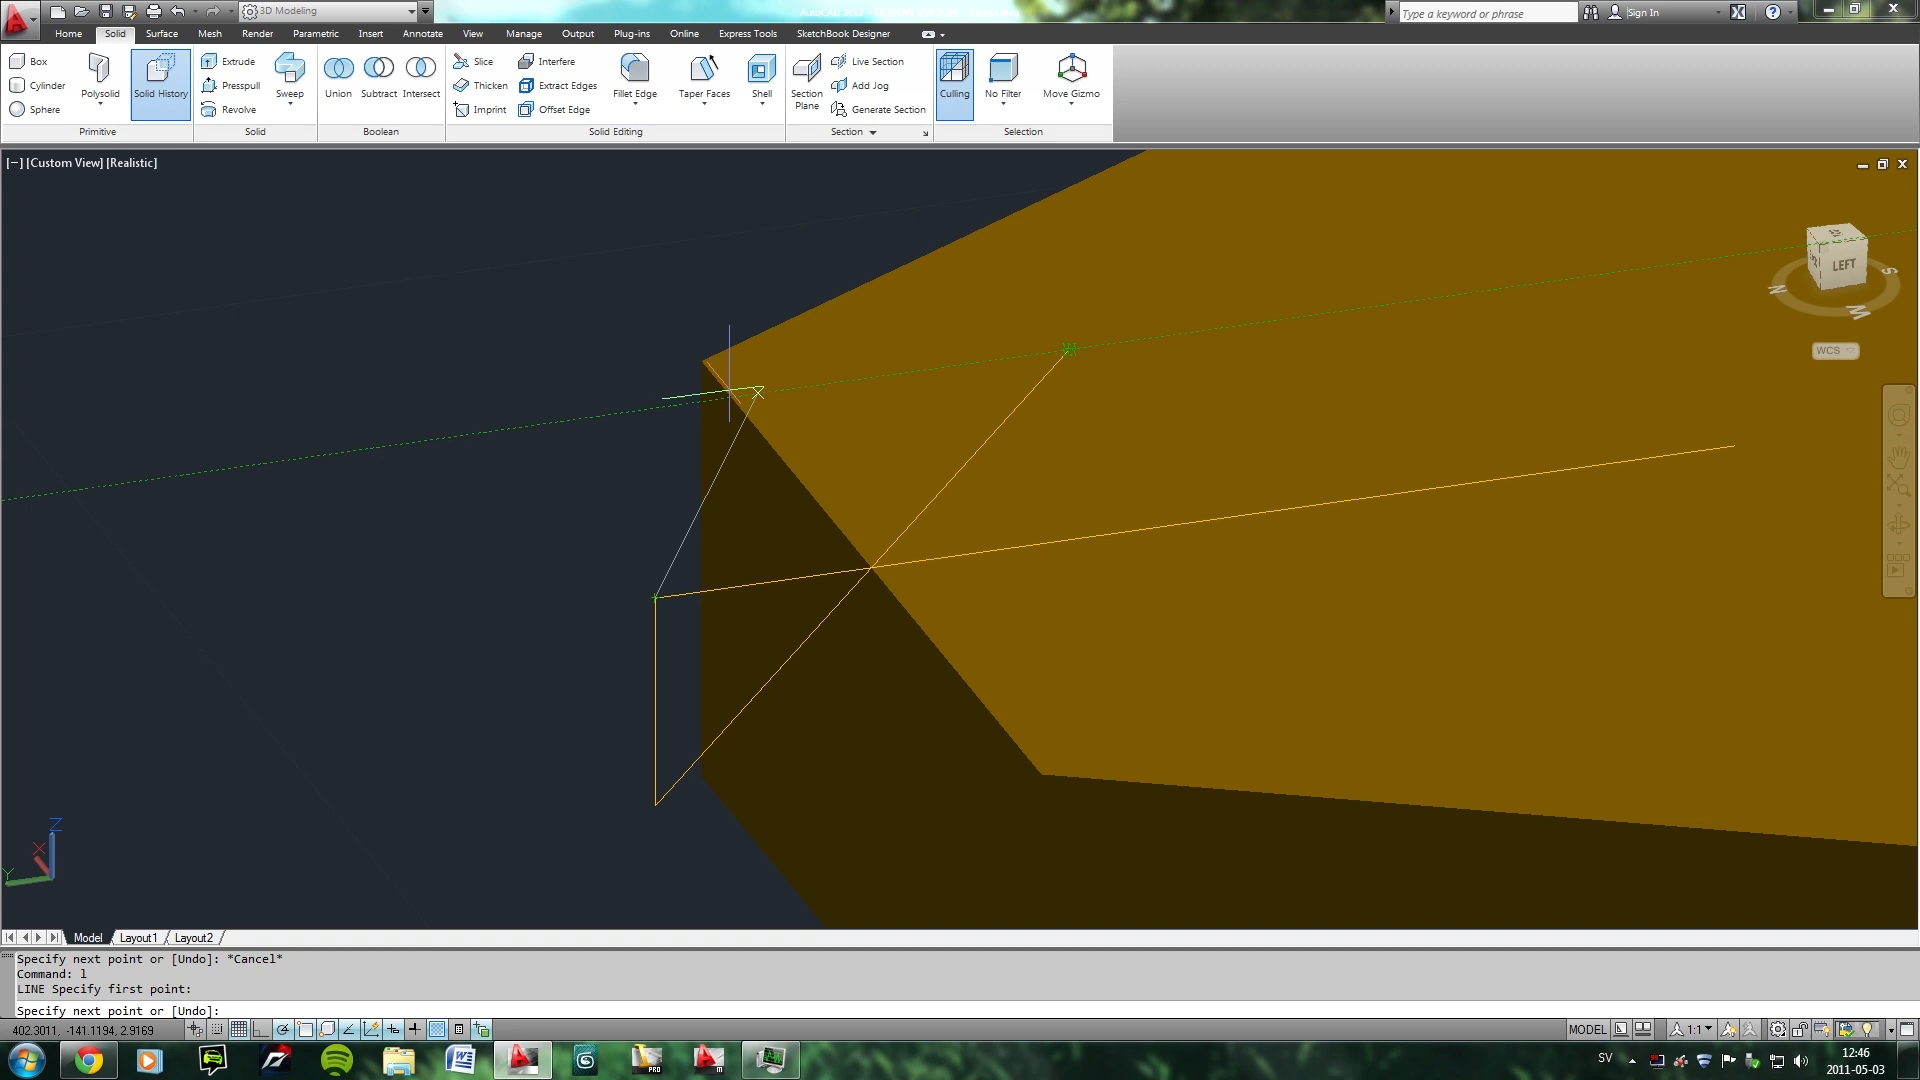 3D Modeling
AutoCAD 2012
Type a keyword or phrase
Sign In
Home Solid Surface Mesh Render Parametric Insert Annotate View Manage Output Plug-ins Online Express Tools SketchBook Designer
Box
Cylinder
Sphere
Polysolid
Solid History
Primitive
Extrude
Presspull
Revolve
Sweep
Solid
Union Subtract Intersect
Boolean
Slice
Thicken
Imprint
Interfere
Extract Edges
Offset Edge
Fillet Edge
Taper Faces
Shell
Solid Editing
Section Plane
Live Section
Add Jog
Generate Section
Section
Culling
No Filter
Move Gizmo
Selection
[−] [Custom View] [Realistic]
LEFT
N
S
WCS
Z
X
Y
Model Layout1 Layout2
Specify next point or [Undo]: *Cancel*
Command: l
LINE Specify first point:
Specify next point or [Undo]:
402.3011, -141.1194, 2.9169
MODEL
1:1
PRO
SV
12:46
2011-05-03